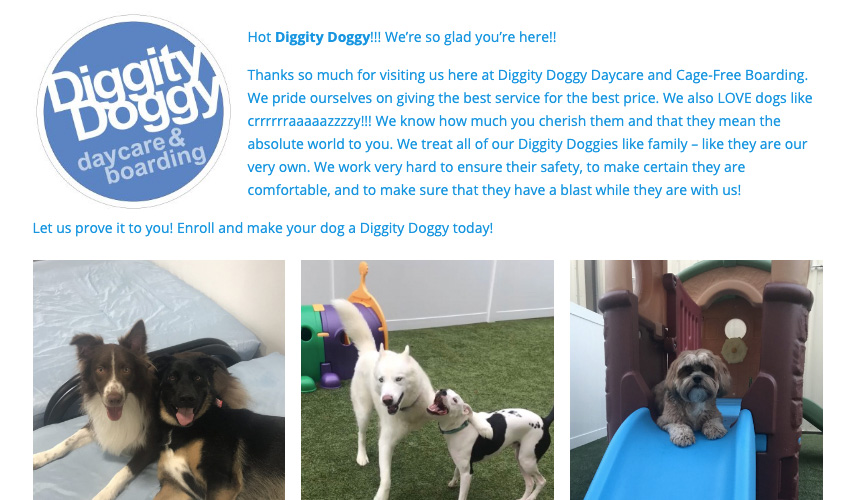 Diggity
Doggy
daycare &
boarding
Hot Diggity Doggy!!! We're so glad you're here!!
Thanks so much for visiting us here at Diggity Doggy Daycare and Cage-Free Boarding.
We pride ourselves on giving the best service for the best price. We also LOVE dogs like
crrrrrraaaaazzzzy!!! We know how much you cherish them and that they mean the
absolute world to you. We treat all of our Diggity Doggies like family – like they are our
very own. We work very hard to ensure their safety, to make certain they are
comfortable, and to make sure that they have a blast while they are with us!
Let us prove it to you! Enroll and make your dog a Diggity Doggy today!